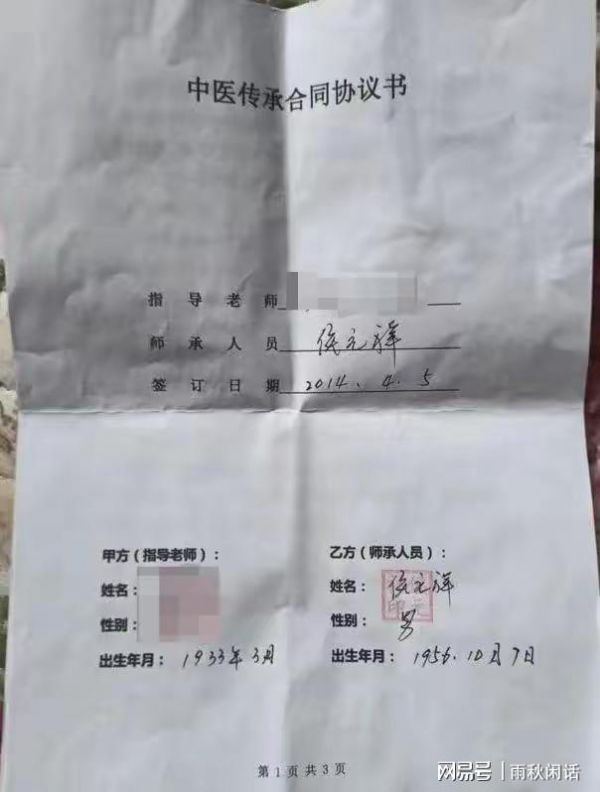 中医传承合同协议书
指导老师
师承人员 侯元祥
签订日期 2014.4.5
甲方(指导老师):
姓名:
性别:
出生年月: 1933年3月
乙方(师承人员):
姓名: 侯元祥
性别: 男
出生年月: 1956.10月7日
第1页共3页
网易号 | 雨秋闲话